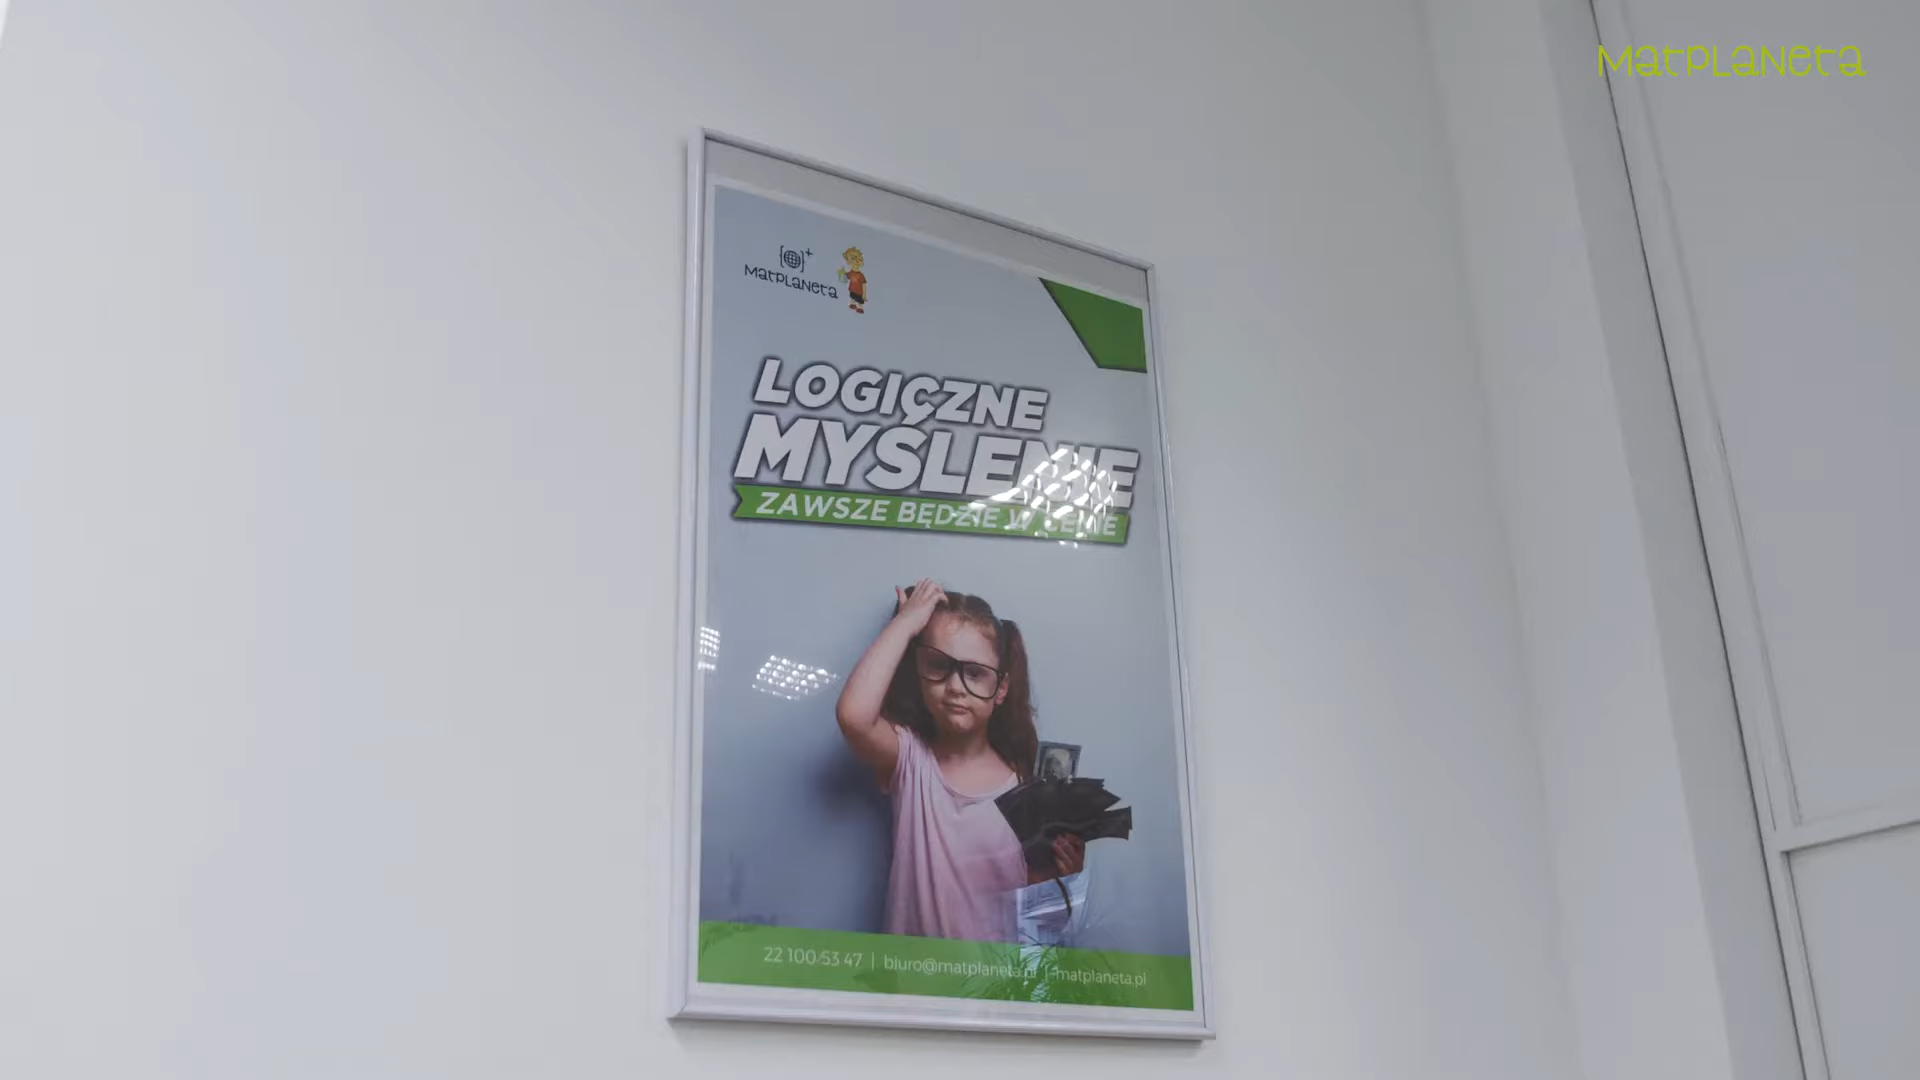 MatPLaNeta
MatPLaNeta
LOGICZNE
MYŚLENIE
ZAWSZE BĘDZIE W CENIE
22 100 53 47 | biuro@matplaneta.pl | matplaneta.pl